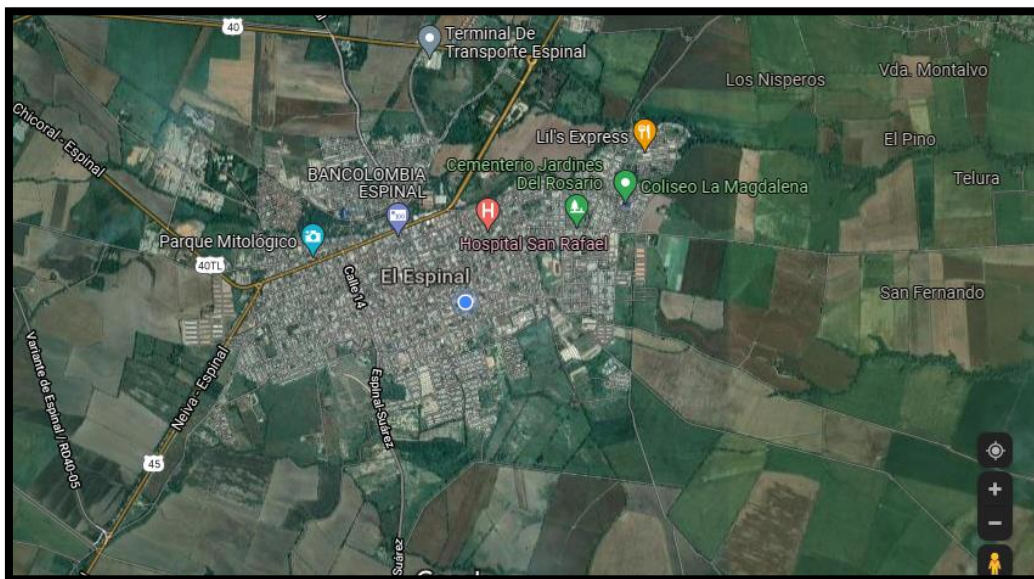 40
Terminal De
Transporte Espinal
Los Nisperos
Vda. Montalvo
Chicoral - Espinal
Lil's Express
El Pino
Cementerio Jardines
Del Rosario
Coliseo La Magdalena
Telura
BANCOLOMBIA
ESPINAL
Parque Mitológico
Hospital San Rafael
40TL
El Espinal
Calle 14
San Fernando
Variante de Espinal / RD40-05
Neiva - Espinal
Espinal-Suárez
45
Suárez